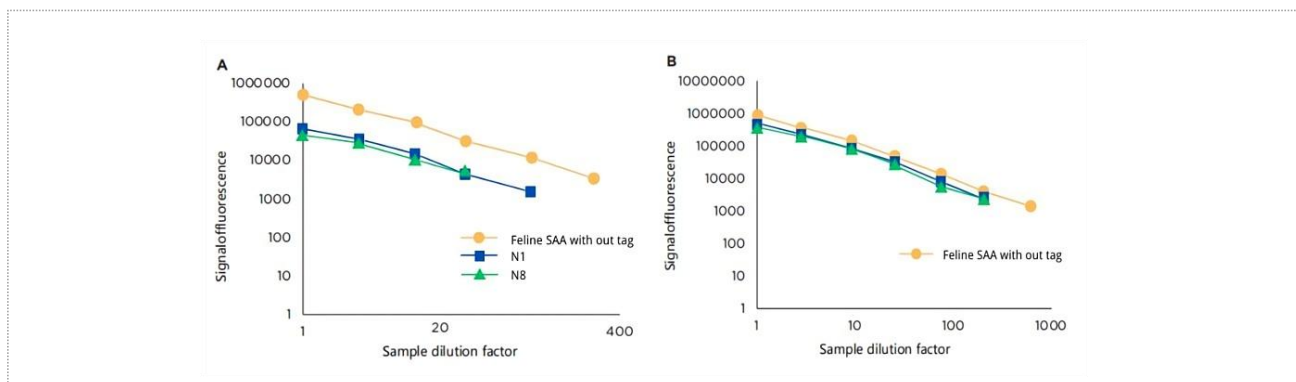 A
1000000
100000
10000
1000
100
10
1
Signaloffluorescence
Feline SAA with out tag
N1
N8
1
20
400
Sample dilution factor
B
10000000
1000000
100000
10000
1000
100
10
1
Signaloffluorescence
Feline SAA with out tag
1
10
100
1000
Sample dilution factor